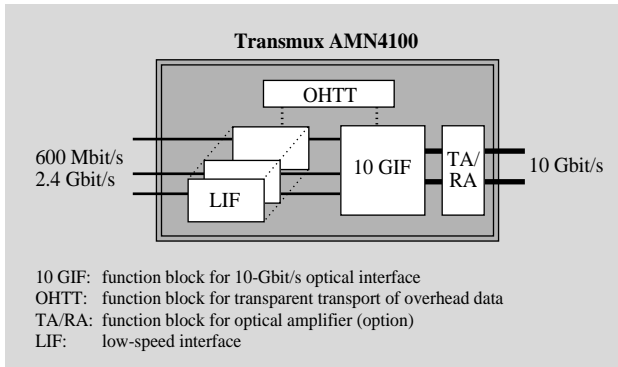 Transmux AMN4100
OHTT
600 Mbit/s
2.4 Gbit/s
LIF
10 GIF
TA/
RA
10 Gbit/s
10 GIF: function block for 10-Gbit/s optical interface
OHTT: function block for transparent transport of overhead data
TA/RA: function block for optical amplifier (option)
LIF: low-speed interface